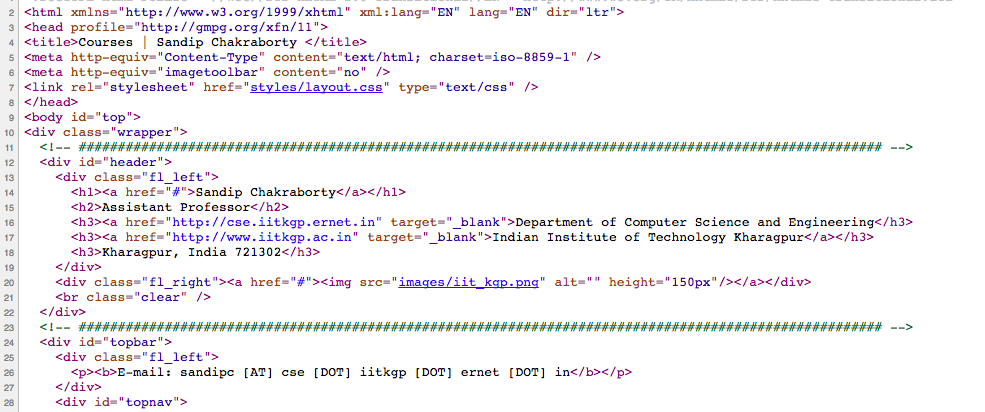 2 <html xmlns="http://www.w3.org/1999/xhtml" xml:lang="EN" lang="EN" dir="ltr">
3 <head profile="http://gmpg.org/xfn/11">
4 <title>Courses | Sandip Chakraborty </title>
5 <meta http-equiv="Content-Type" content="text/html; charset=iso-8859-1" />
6 <meta http-equiv="imagetoolbar" content="no" />
7 <link rel="stylesheet" href="styles/layout.css" type="text/css" />
8 </head>
9 <body id="top">
10 <div class="wrapper">
11 <!-- ####################################################################################################### -->
12 <div id="header">
13 <div class="fl_left">
14 <h1><a href="#">Sandip Chakraborty</a></h1>
15 <h2>Assistant Professor</h2>
16 <h3><a href="http://cse.iitkgp.ernet.in" target="_blank">Department of Computer Science and Engineering</h3>
17 <h3><a href="http://www.iitkgp.ac.in" target="_blank">Indian Institute of Technology Kharagpur</a></h3>
18 <h3>Kharagpur, India 721302</h3>
19 </div>
20 <div class="fl_right"><a href="#"><img src="images/iit_kgp.png" alt="" height="150px"/></a></div>
21 <br class="clear" />
22 </div>
23 <!-- ####################################################################################################### -->
24 <div id="topbar">
25 <div class="fl_left">
26 <p><b>E-mail: sandipc [AT] cse [DOT] iitkgp [DOT] ernet [DOT] in</b></p>
27 </div>
28 <div id="topnav">